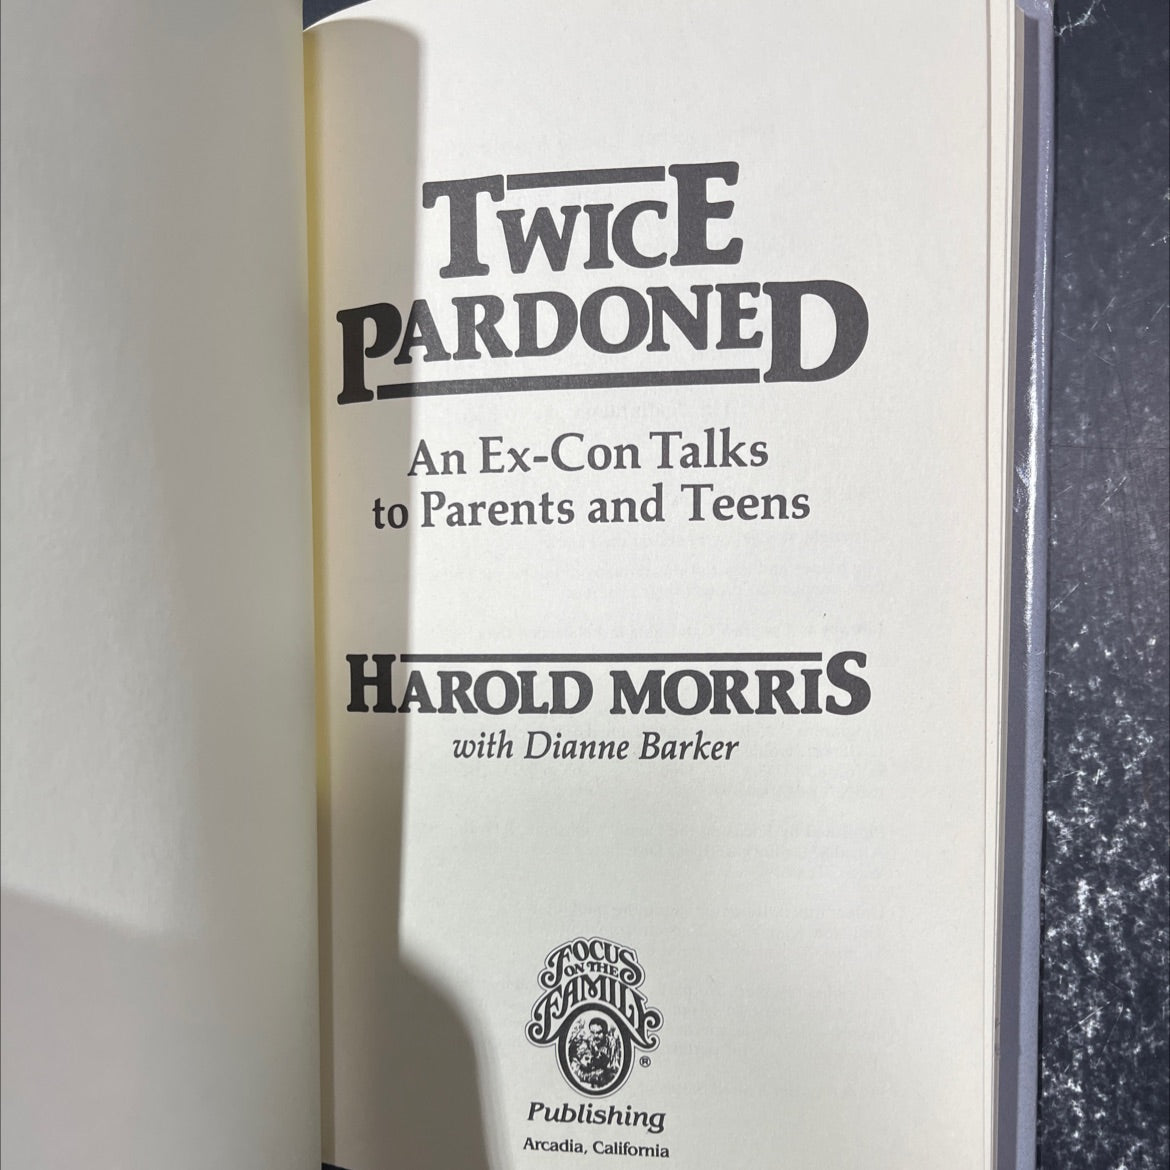 TWICE
PARDONED
An Ex-Con Talks
to Parents and Teens
HAROLD MORRIS
with Dianne Barker
FOCUS
ON THE
FAMILY
®
Publishing
Arcadia, California